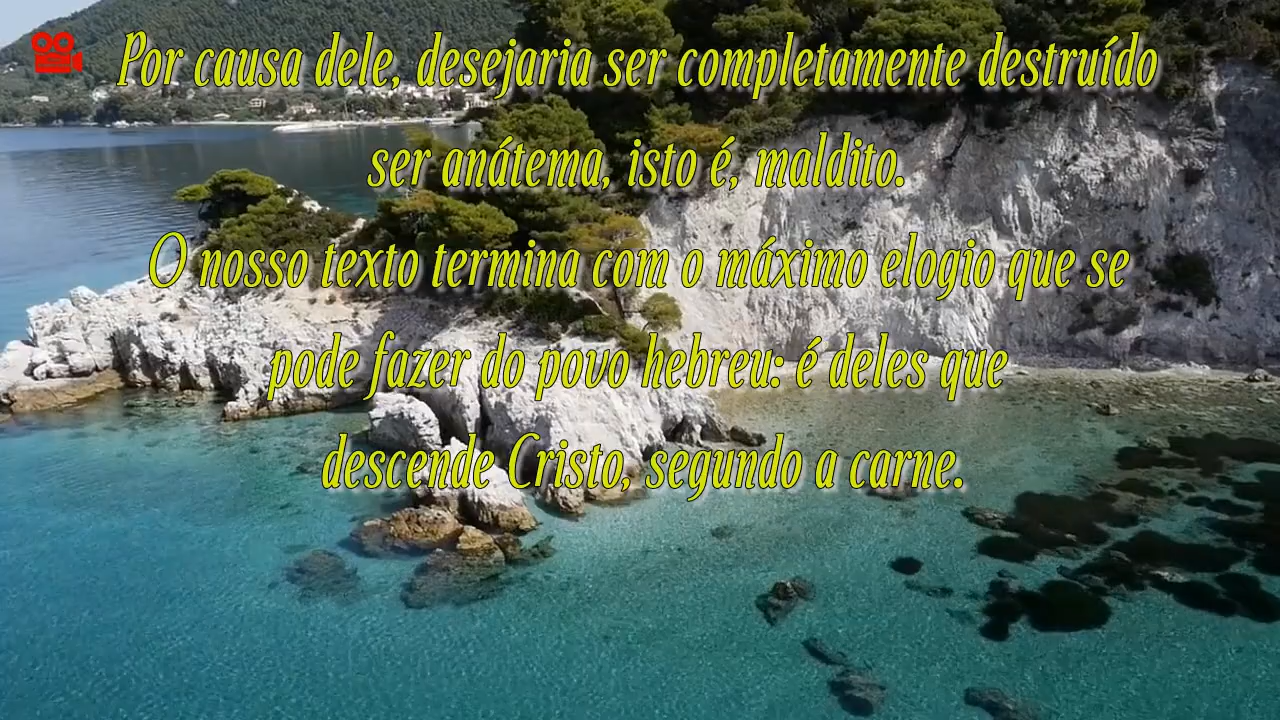 Por causa dele, desejaria ser completamente destruído
ser anátema, isto é, maldito.
O nosso texto termina com o máximo elogio que se
pode fazer do povo hebreu: é deles que
descende Cristo, segundo a carne.